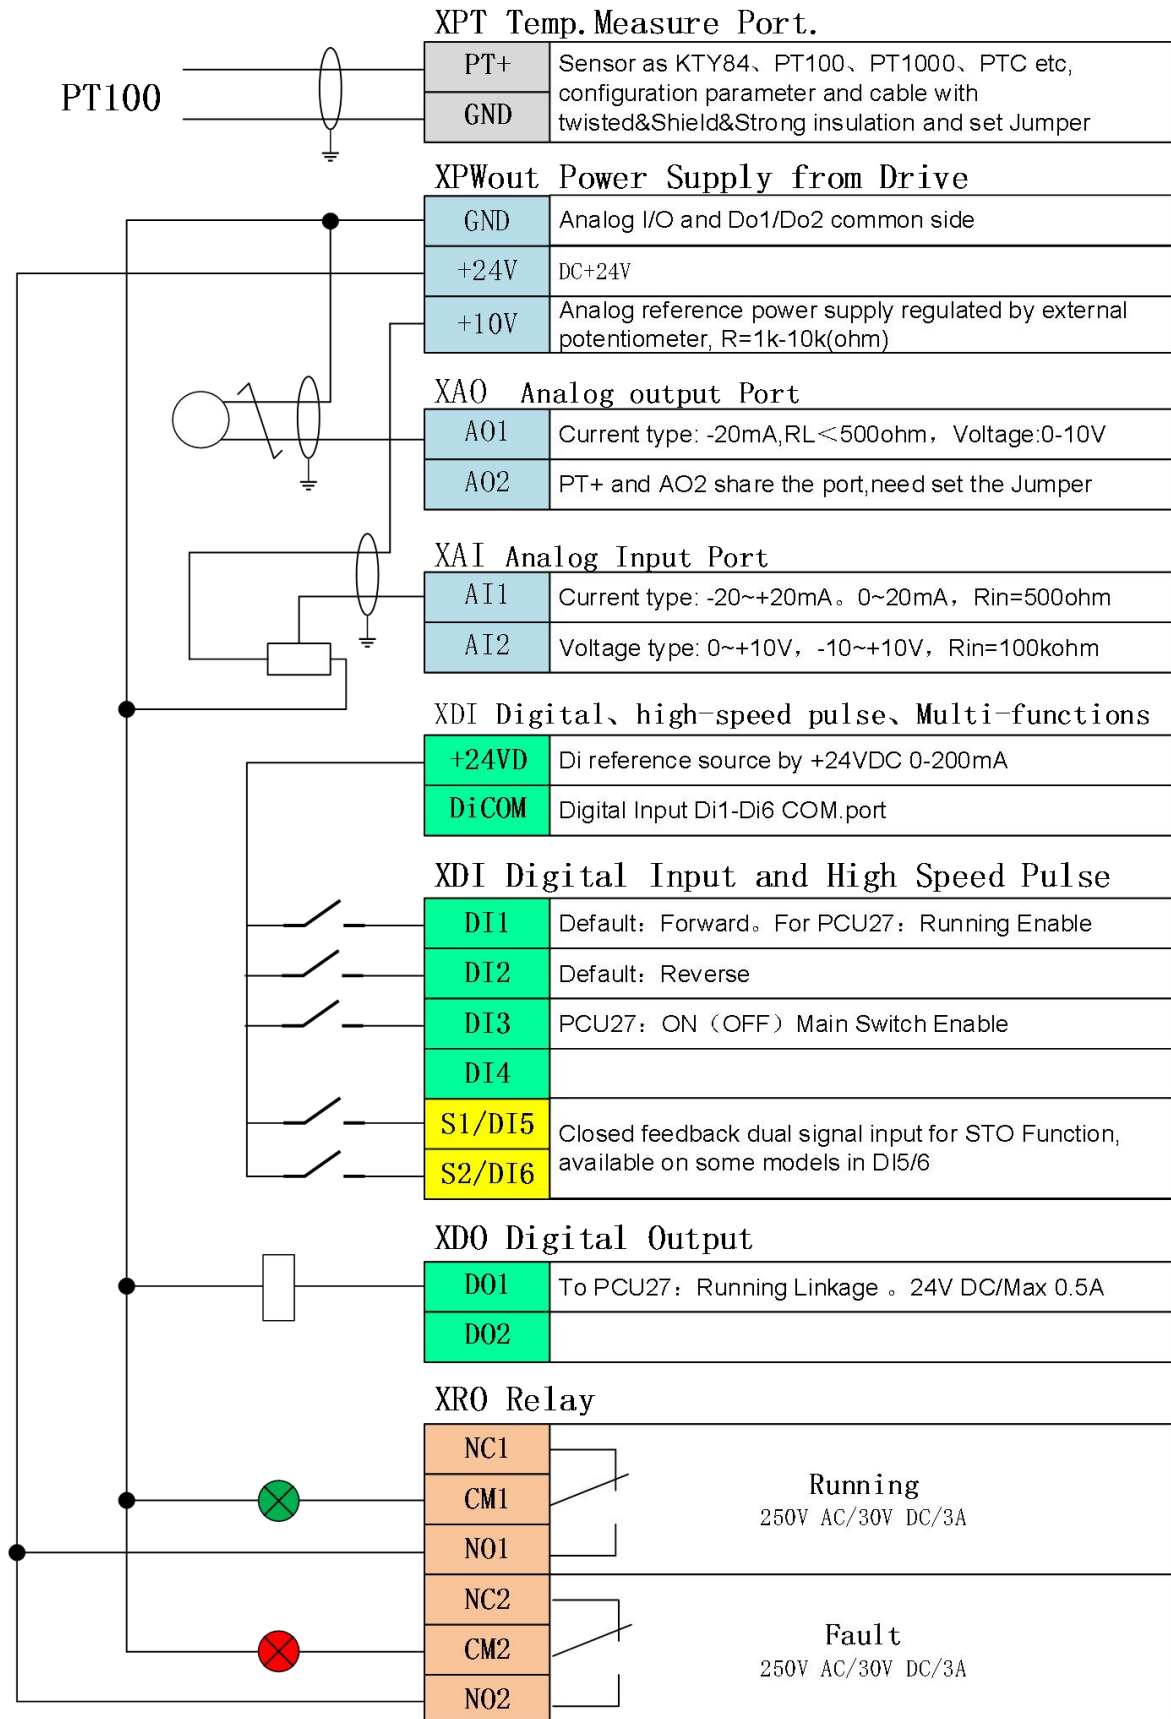 XPT Temp.Measure Port.
PT100
PT+
GND
Sensor as KTY84、PT100、PT1000、PTC etc,
configuration parameter and cable with
twisted&Shield&Strong insulation and set Jumper
XPWout Power Supply from Drive
GND
Analog I/O and Do1/Do2 common side
+24V
DC+24V
+10V
Analog reference power supply regulated by external
potentiometer, R=1k-10k(ohm)
XAO Analog output Port
AO1
Current type: -20mA,RL＜500ohm，Voltage:0-10V
AO2
PT+ and AO2 share the port,need set the Jumper
XAI Analog Input Port
AI1
Current type: -20~+20mA。0~20mA，Rin=500ohm
AI2
Voltage type: 0~+10V，-10~+10V，Rin=100kohm
XDI Digital、high-speed pulse、Multi-functions
+24VD
Di reference source by +24VDC 0-200mA
DiCOM
Digital Input Di1-Di6 COM.port
XDI Digital Input and High Speed Pulse
DI1
Default：Forward。For PCU27：Running Enable
DI2
Default：Reverse
DI3
PCU27：ON（OFF）Main Switch Enable
DI4
S1/DI5
S2/DI6
Closed feedback dual signal input for STO Function,
available on some models in DI5/6
XDO Digital Output
DO1
To PCU27：Running Linkage 。24V DC/Max 0.5A
DO2
XRO Relay
NC1
CM1
NO1
Running
250V AC/30V DC/3A
NC2
CM2
NO2
Fault
250V AC/30V DC/3A